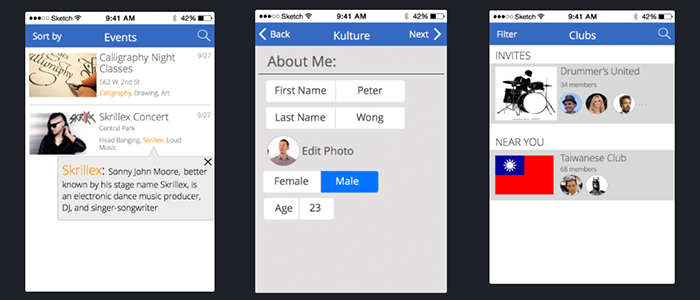 Sketch 9:41 AM 42%
Sort by Events
Calligraphy Night 9/27
Classes
562 W. 2nd St
Calligraphy, Drawing, Art
Skrillex Concert 9/27
Central Park
Head Banging, Skrillex, Loud
Music
Skrillex: Sonny John Moore, better
known by his stage name Skrillex, is
an electronic dance music producer,
DJ, and singer-songwriter
Sketch 9:41 AM 42%
Back Kulture Next
About Me:
First Name Peter
Last Name Wong
Edit Photo
Female Male
Age 23
Sketch 9:41 AM 42%
Filter Clubs
INVITES
Drummer's United
34 members
...
NEAR YOU
Taiwanese Club
68 members